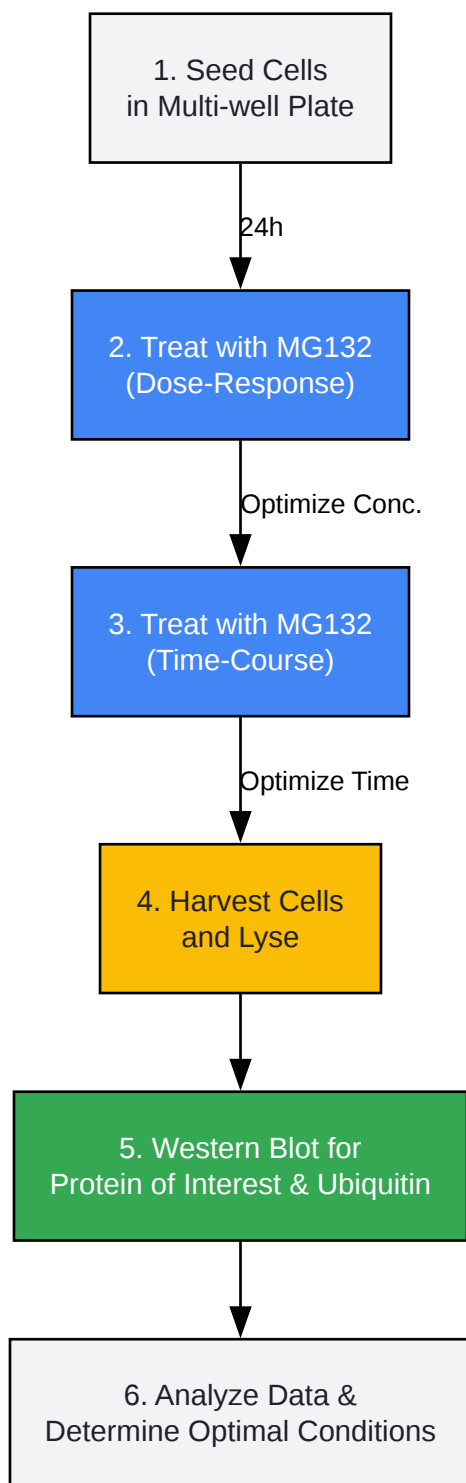 1. Seed Cells
in Multi-well Plate
24h
2. Treat with MG132
(Dose-Response)
Optimize Conc.
3. Treat with MG132
(Time-Course)
Optimize Time
4. Harvest Cells
and Lyse
5. Western Blot for
Protein of Interest & Ubiquitin
6. Analyze Data &
Determine Optimal Conditions